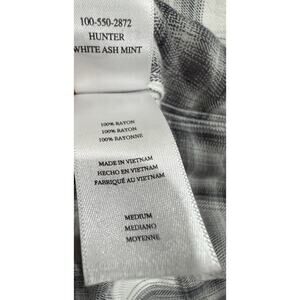 100-550-2872
HUNTER
WHITE ASH MINT
100% RAYON
100% RAYON
100% RAYONNE
MADE IN VIETNAM
HECHO EN VIETNAM
FABRIQUÉ AU VIETNAM
MEDIUM
MEDIANO
MOYENNE